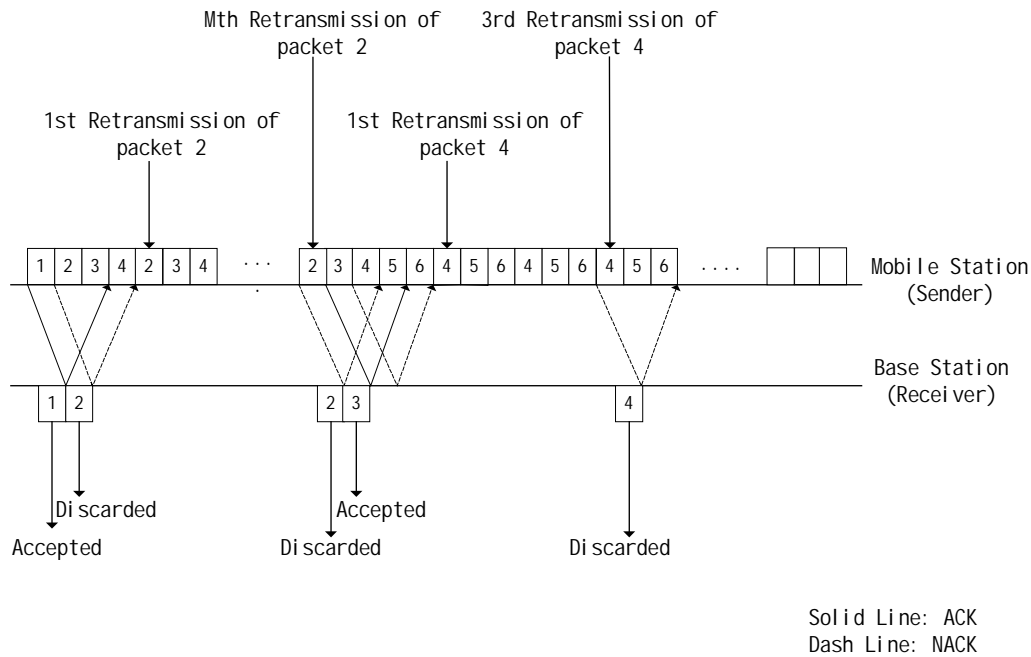 Mth Retransmission of
packet 2
3rd Retransmission of
packet 4
1st Retransmission of
packet 2
1st Retransmission of
packet 4
1 2 3 4 2 3 4 ... . 2 3 4 5 6 4 5 6 4 5 6 4 5 6 ....
Mobile Station
(Sender)
Base Station
(Receiver)
1 2 2 3 4
Discarded
Accepted
Accepted
Discarded
Discarded
Solid Line: ACK
Dash Line: NACK